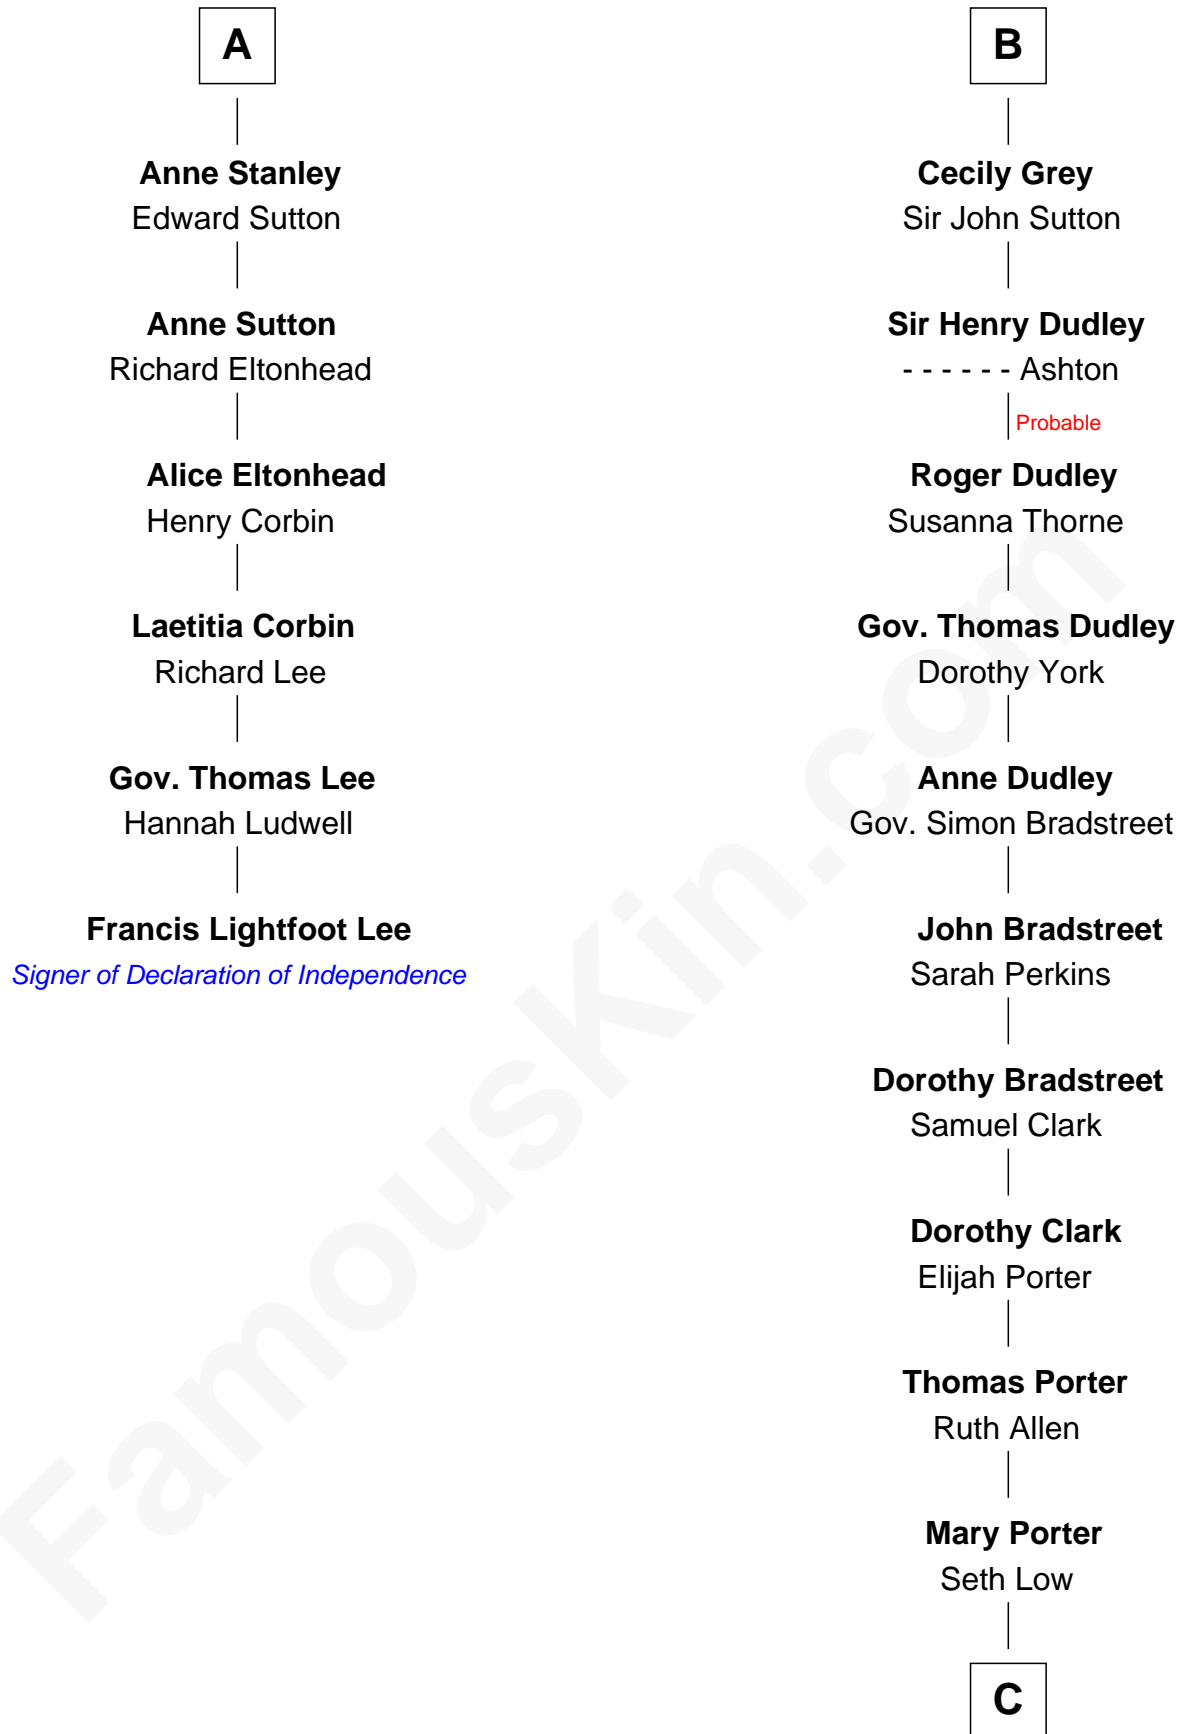 A
Anne Stanley
Edward Sutton
Anne Sutton
Richard Eltonhead
Alice Eltonhead
Henry Corbin
Laetitia Corbin
Richard Lee
Gov. Thomas Lee
Hannah Ludwell
Francis Lightfoot Lee
Signer of Declaration of Independence
B
Cecily Grey
Sir John Sutton
Sir Henry Dudley
- - - - - - Ashton
Probable
Roger Dudley
Susanna Thorne
Gov. Thomas Dudley
Dorothy York
Anne Dudley
Gov. Simon Bradstreet
John Bradstreet
Sarah Perkins
Dorothy Bradstreet
Samuel Clark
Dorothy Clark
Elijah Porter
Thomas Porter
Ruth Allen
Mary Porter
Seth Low
C
FamousKin.com